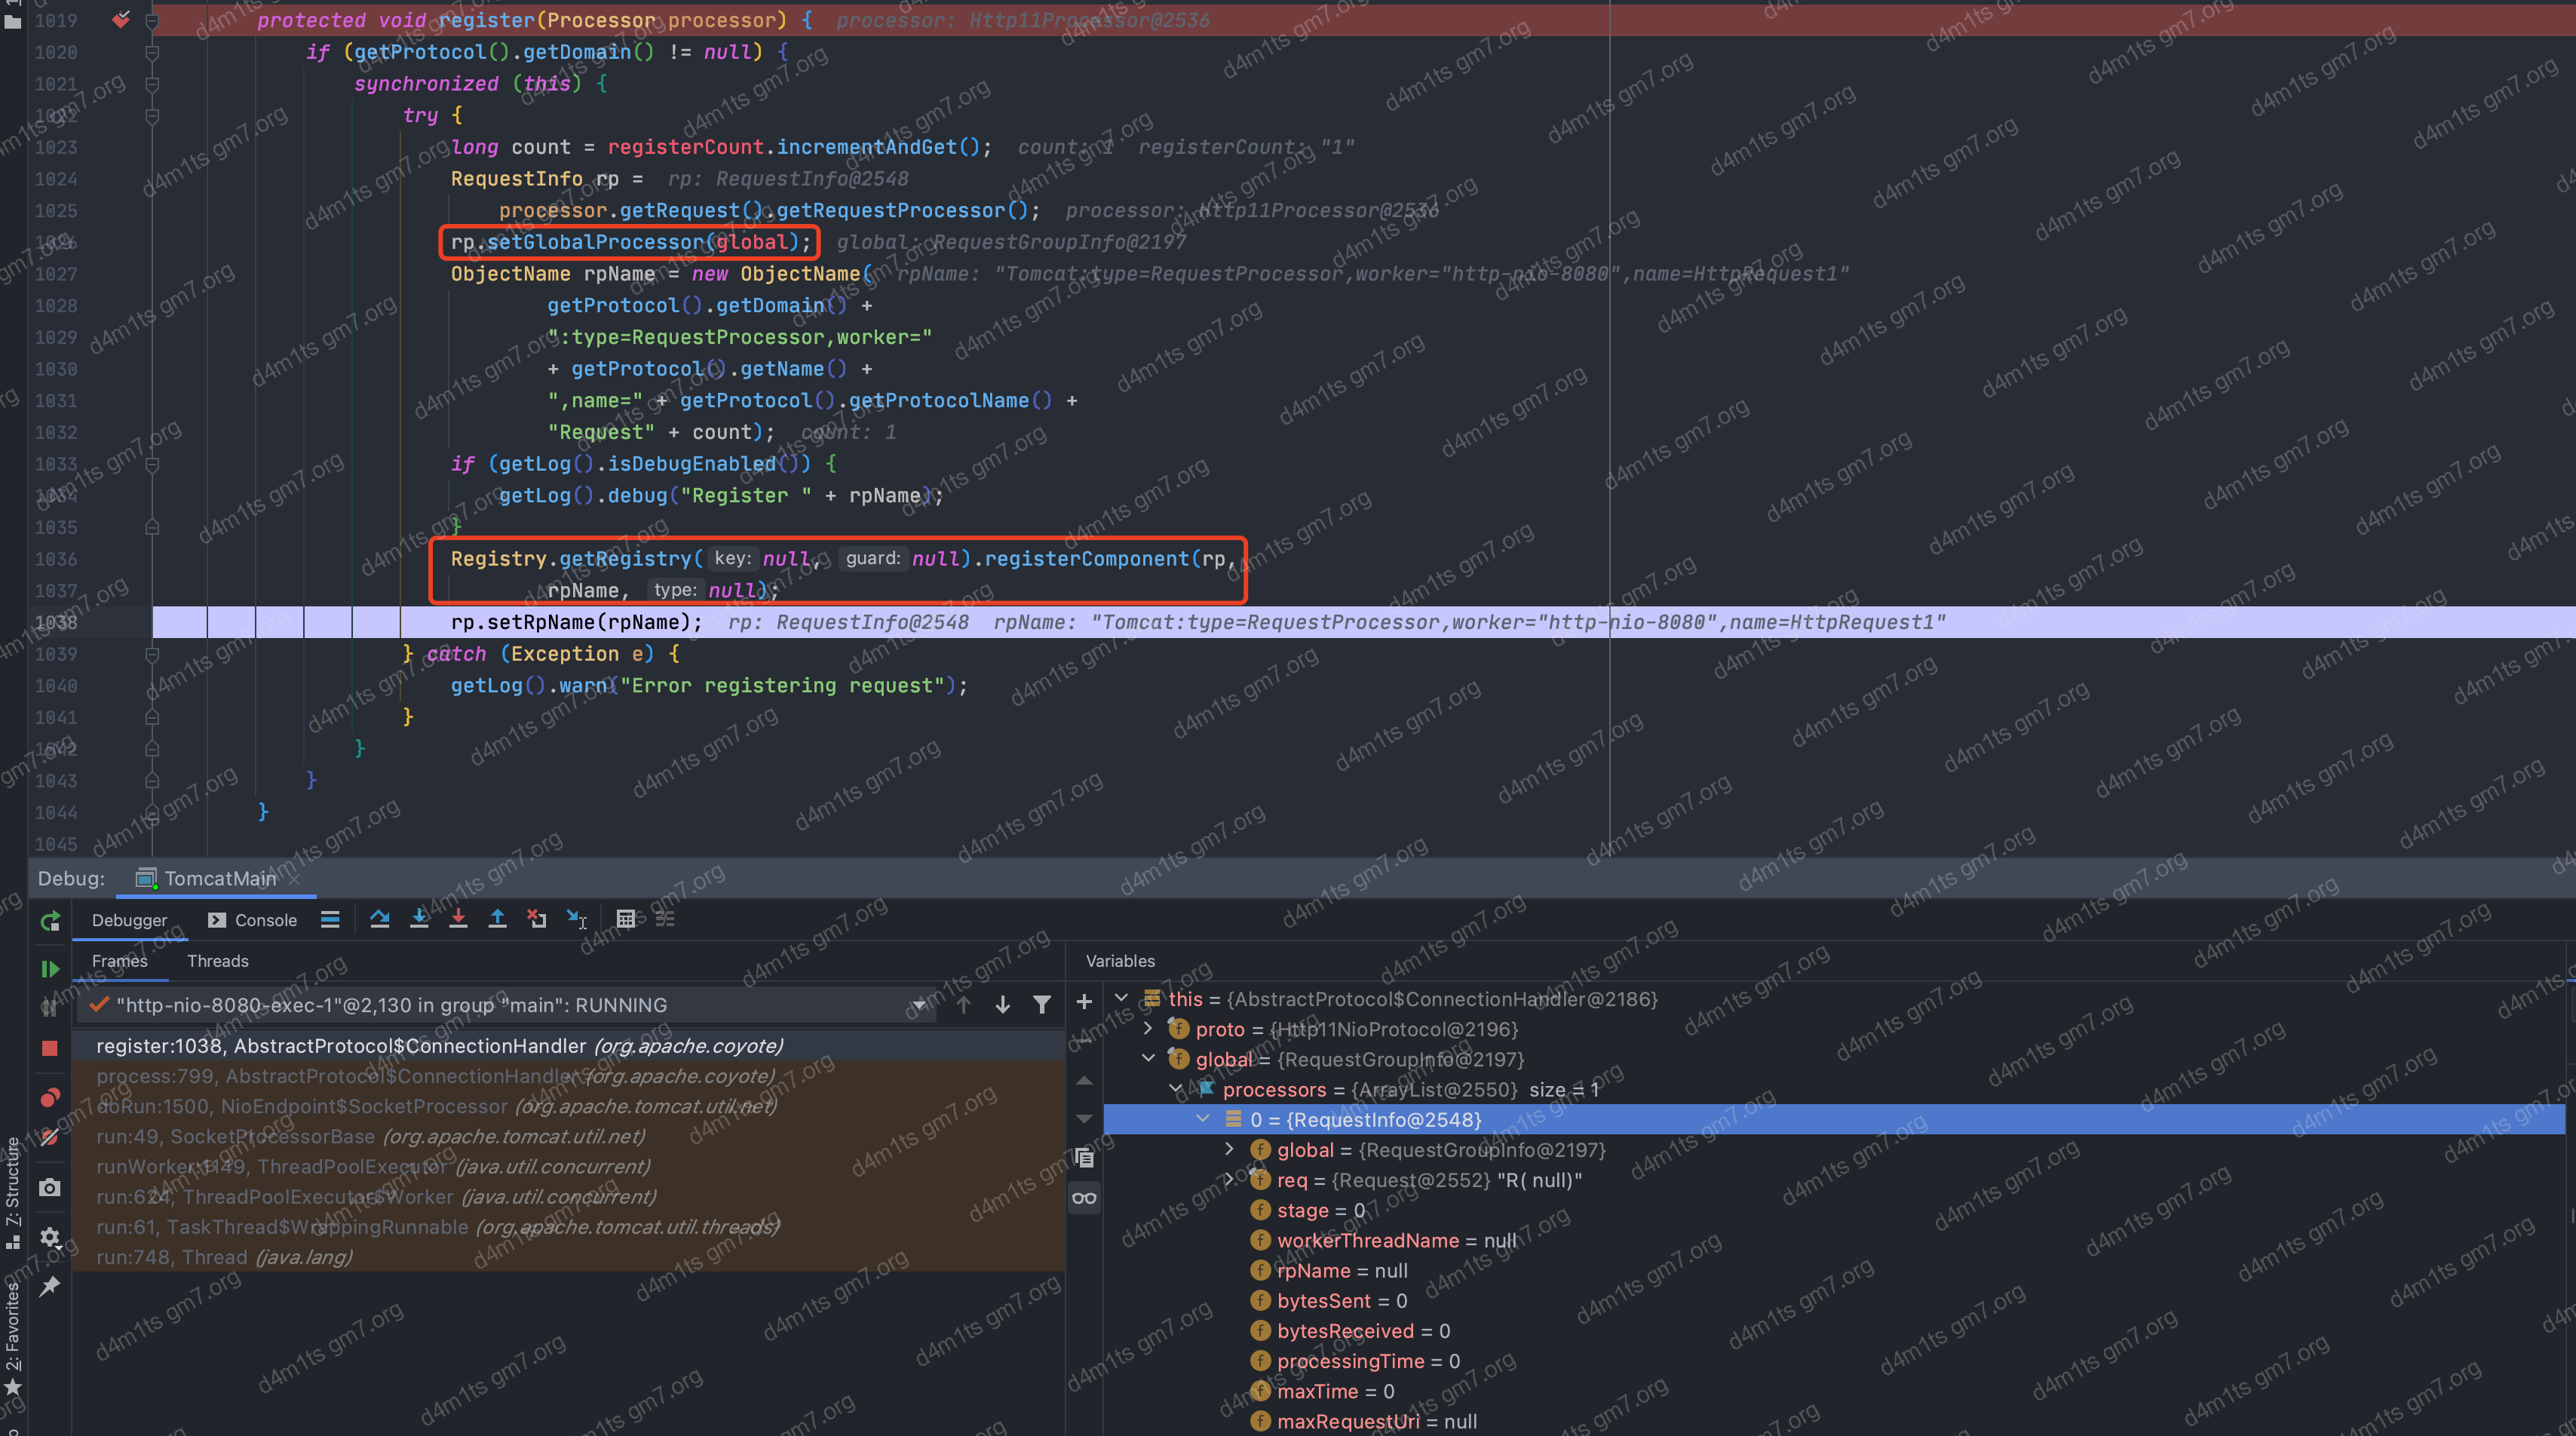 1019 protected void register(Processor processor) { processor: Http11Processor@2536
1020 if (getProtocol().getDomain() != null) {
1021 synchronized (this) {
1022 try {
1023 long count = registerCount.incrementAndGet(); count: 1 registerCount: "1"
1024 RequestInfo rp = rp: RequestInfo@2548
1025 processor.getRequest().getRequestProcessor(); processor: Http11Processor@2536
1026 rp.setGlobalProcessor(global); global: RequestGroupInfo@2197
1027 ObjectName rpName = new ObjectName( rpName: "Tomcat:type=RequestProcessor,worker="http-nio-8080",name=HttpRequest1"
1028 getProtocol().getDomain() +
1029 ":type=RequestProcessor,worker="
1030 + getProtocol().getName() +
1031 ",name=" + getProtocol().getProtocolName() +
1032 "Request" + count); count: 1
1033 if (getLog().isDebugEnabled()) {
1034 getLog().debug("Register " + rpName);
1035 }
1036 Registry.getRegistry( key: null, guard: null).registerComponent(rp,
1037 rpName, type: null);
1038 rp.setRpName(rpName); rp: RequestInfo@2548 rpName: "Tomcat:type=RequestProcessor,worker="http-nio-8080",name=HttpRequest1"
1039 } catch (Exception e) {
1040 getLog().warn("Error registering request");
1041 }
1042 }
1043 }
1044 }
1045
Debug: TomcatMain
Debugger Console
Frames Threads
"http-nio-8080-exec-1"@2,130 in group "main": RUNNING
register:1038, AbstractProtocol$ConnectionHandler (org.apache.coyote)
process:799, AbstractProtocol$ConnectionHandler (org.apache.coyote)
doRun:1500, NioEndpoint$SocketProcessor (org.apache.tomcat.util.net)
run:49, SocketProcessorBase (org.apache.tomcat.util.net)
runWorker:1149, ThreadPoolExecutor (java.util.concurrent)
run:624, ThreadPoolExecutor$Worker (java.util.concurrent)
run:61, TaskThread$WrappingRunnable (org.apache.tomcat.util.threads)
run:748, Thread (java.lang)
Variables
this = {AbstractProtocol$ConnectionHandler@2186}
proto = {Http11NioProtocol@2196}
global = {RequestGroupInfo@2197}
processors = {ArrayList@2550} size = 1
0 = {RequestInfo@2548}
global = {RequestGroupInfo@2197}
req = {Request@2552} "R( null)"
stage = 0
workerThreadName = null
rpName = null
bytesSent = 0
bytesReceived = 0
processingTime = 0
maxTime = 0
maxRequestUri = null
7: Structure
2: Favorites
d4m1ts gm7.org